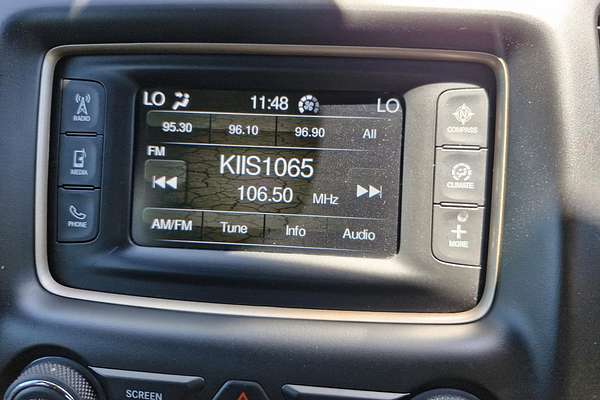 LO 11:48 LO
95.30 96.10 96.90 All
FM
KIIS1065
106.50 MHz
AM/FM Tune Info Audio
RADIO
MEDIA
PHONE
COMPASS
CLIMATE
MORE
SCREEN